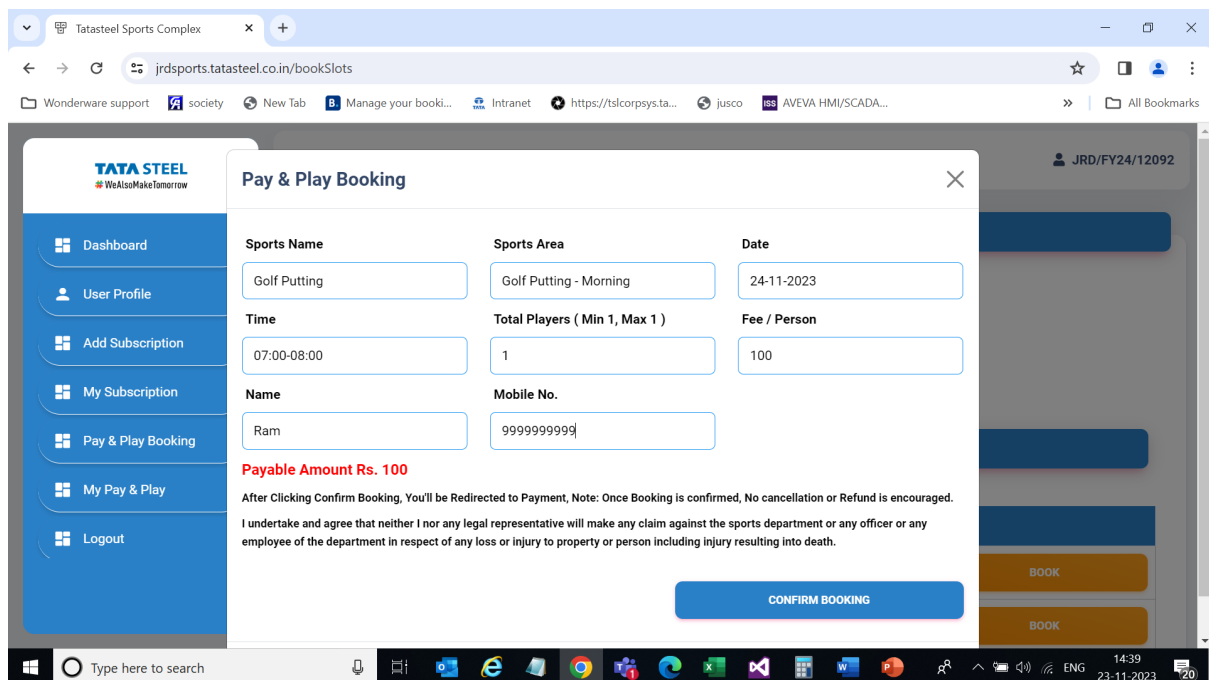 Tatasteel Sports Complex
jrdsports.tatasteel.co.in/bookSlots
Wonderware support society New Tab B. Manage your booki... TATA Intranet https://tslcorpsys.ta... jusco ISS AVEVA HMI/SCADA... » All Bookmarks
TATA STEEL
#WeAlsoMakeTomorrow
JRD/FY24/12092
Dashboard
User Profile
Add Subscription
My Subscription
Pay & Play Booking
My Pay & Play
Logout
Pay & Play Booking
Sports Name Sports Area Date
Golf Putting Golf Putting - Morning 24-11-2023
Time Total Players ( Min 1, Max 1 ) Fee / Person
07:00-08:00 1 100
Name Mobile No.
Ram 9999999999
Payable Amount Rs. 100
After Clicking Confirm Booking, You'll be Redirected to Payment, Note: Once Booking is confirmed, No cancellation or Refund is encouraged.
I undertake and agree that neither I nor any legal representative will make any claim against the sports department or any officer or any
employee of the department in respect of any loss or injury to property or person including injury resulting into death.
CONFIRM BOOKING
BOOK
BOOK
Type here to search
ENG
14:39
23-11-2023
20